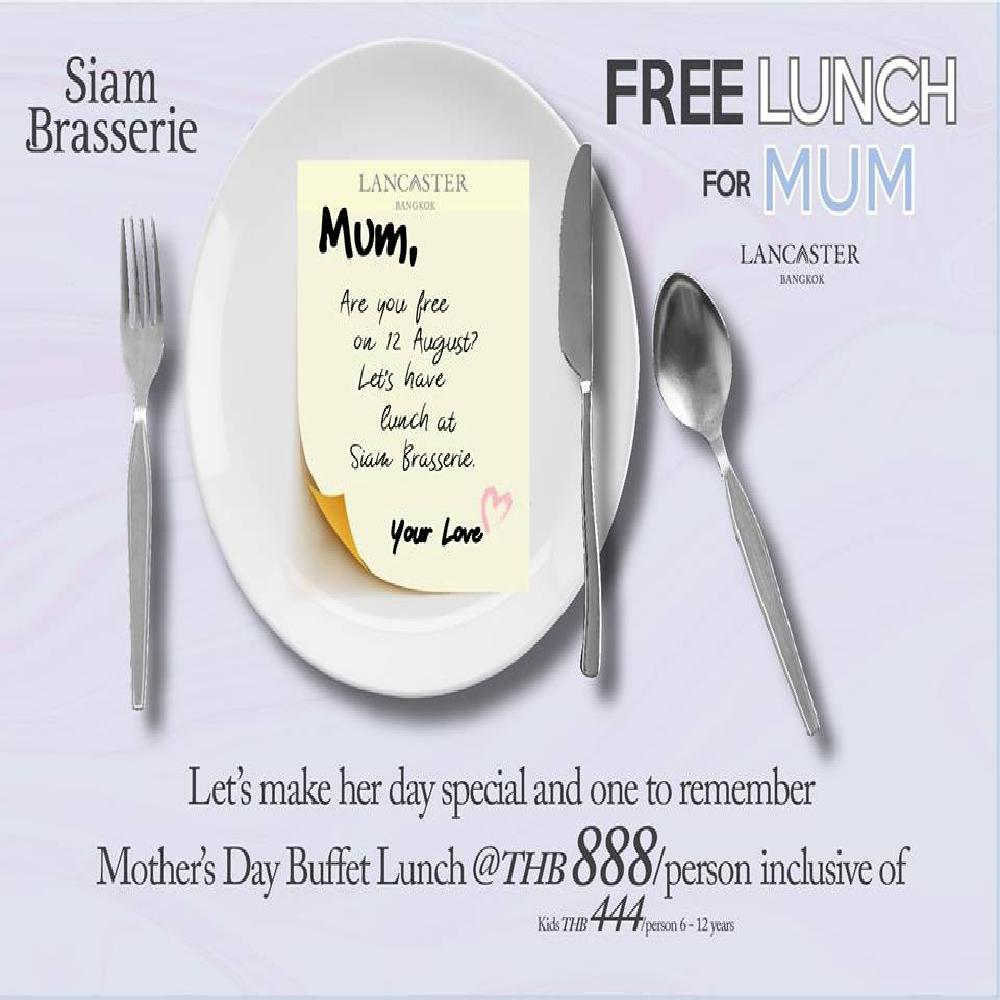 Siam
Brasserie
FREE LUNCH
FOR MUM
LANCASTER
BANGKOK
LANCASTER
BANGKOK
Mum,
Are you free
on 12 August?
Let's have
lunch at
Siam Brasserie.
Your Love
Let's make her day special and one to remember
Mother's Day Buffet Lunch @THB 888/person inclusive of
Kids THB 444/person 6 - 12 years